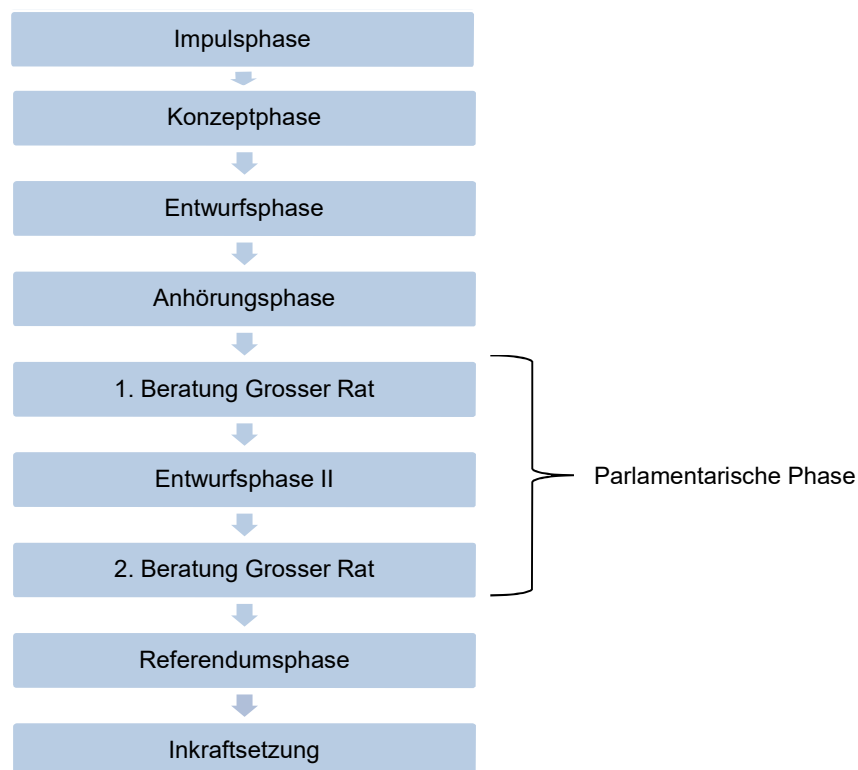 Impulsphase
Konzeptphase
Entwurfsphase
Anhörungsphase
1. Beratung Grosser Rat
Entwurfsphase II
Parlamentarische Phase
2. Beratung Grosser Rat
Referendumsphase
Inkraftsetzung